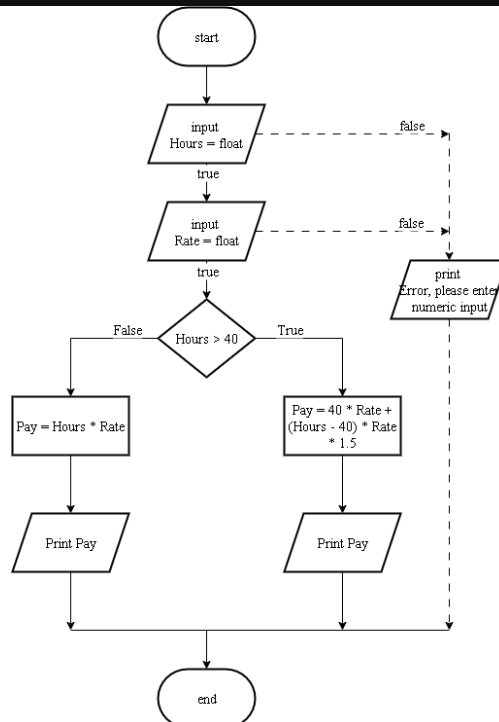 start
input
Hours = float
false
true
input
Rate = float
false
true
print
Error, please enter
numeric input
Hours > 40
False
True
Pay = Hours * Rate
Pay = 40 * Rate +
(Hours - 40) * Rate
* 1.5
Print Pay
Print Pay
end